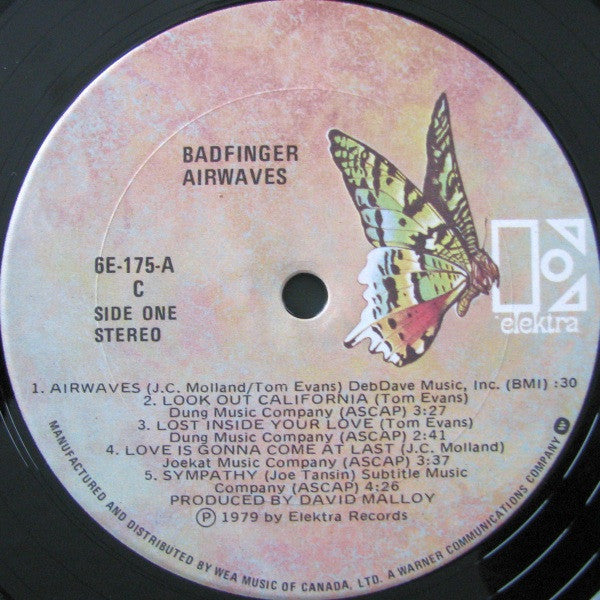 BADFINGER
AIRWAVES
6E-175-A
C
SIDE ONE
STEREO
elektra
1. AIRWAVES (J.C. Molland/Tom Evans) DebDave Music, Inc. (BMI) :30
2. LOOK OUT CALIFORNIA (Tom Evans)
Dung Music Company (ASCAP) 3:27
3. LOST INSIDE YOUR LOVE (Tom Evans)
Dung Music Company (ASCAP) 2:41
4. LOVE IS GONNA COME AT LAST (J.C. Molland)
Joekat Music Company (ASCAP) 3:37
5. SYMPATHY (Joe Tansin) Subtitle Music
Company (ASCAP) 4:26
PRODUCED BY DAVID MALLOY
Ⓟ 1979 by Elektra Records
MANUFACTURED AND DISTRIBUTED BY WEA MUSIC OF CANADA, LTD. A WARNER COMMUNICATIONS COMPANY